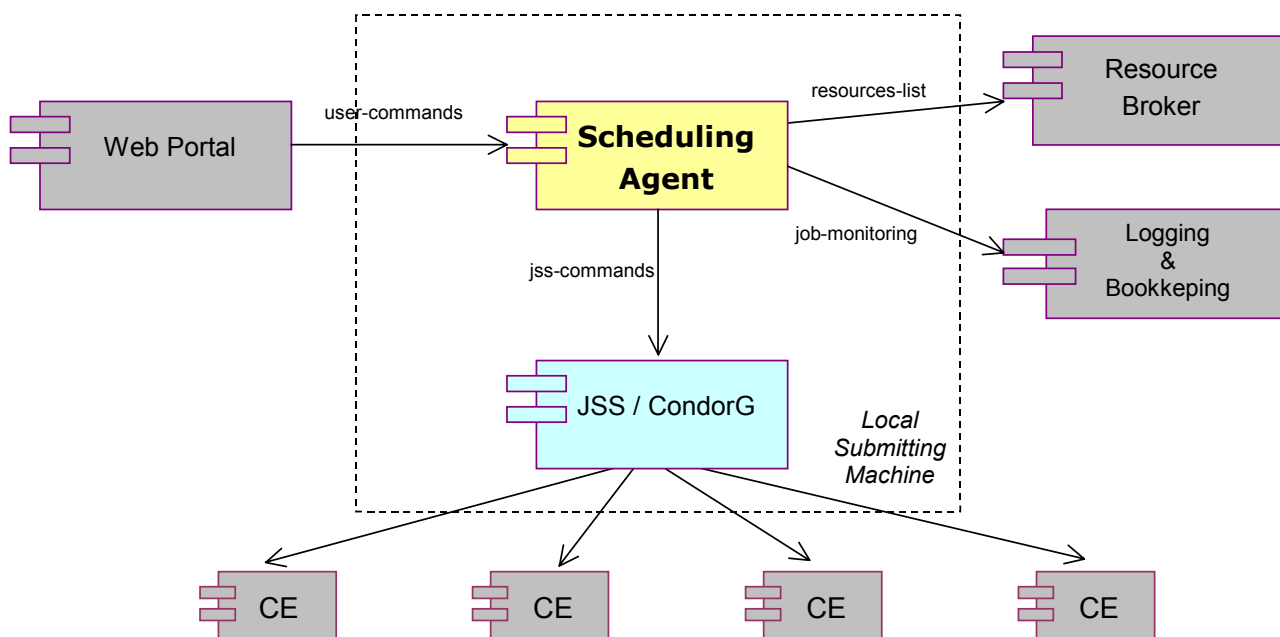 Resource
Broker
resources-list
user-commands
Scheduling
Agent
Web Portal
job-monitoring
Logging
&
Bookkeping
jss-commands
JSS / CondorG
Local
Submitting
Machine
CE
CE
CE
CE